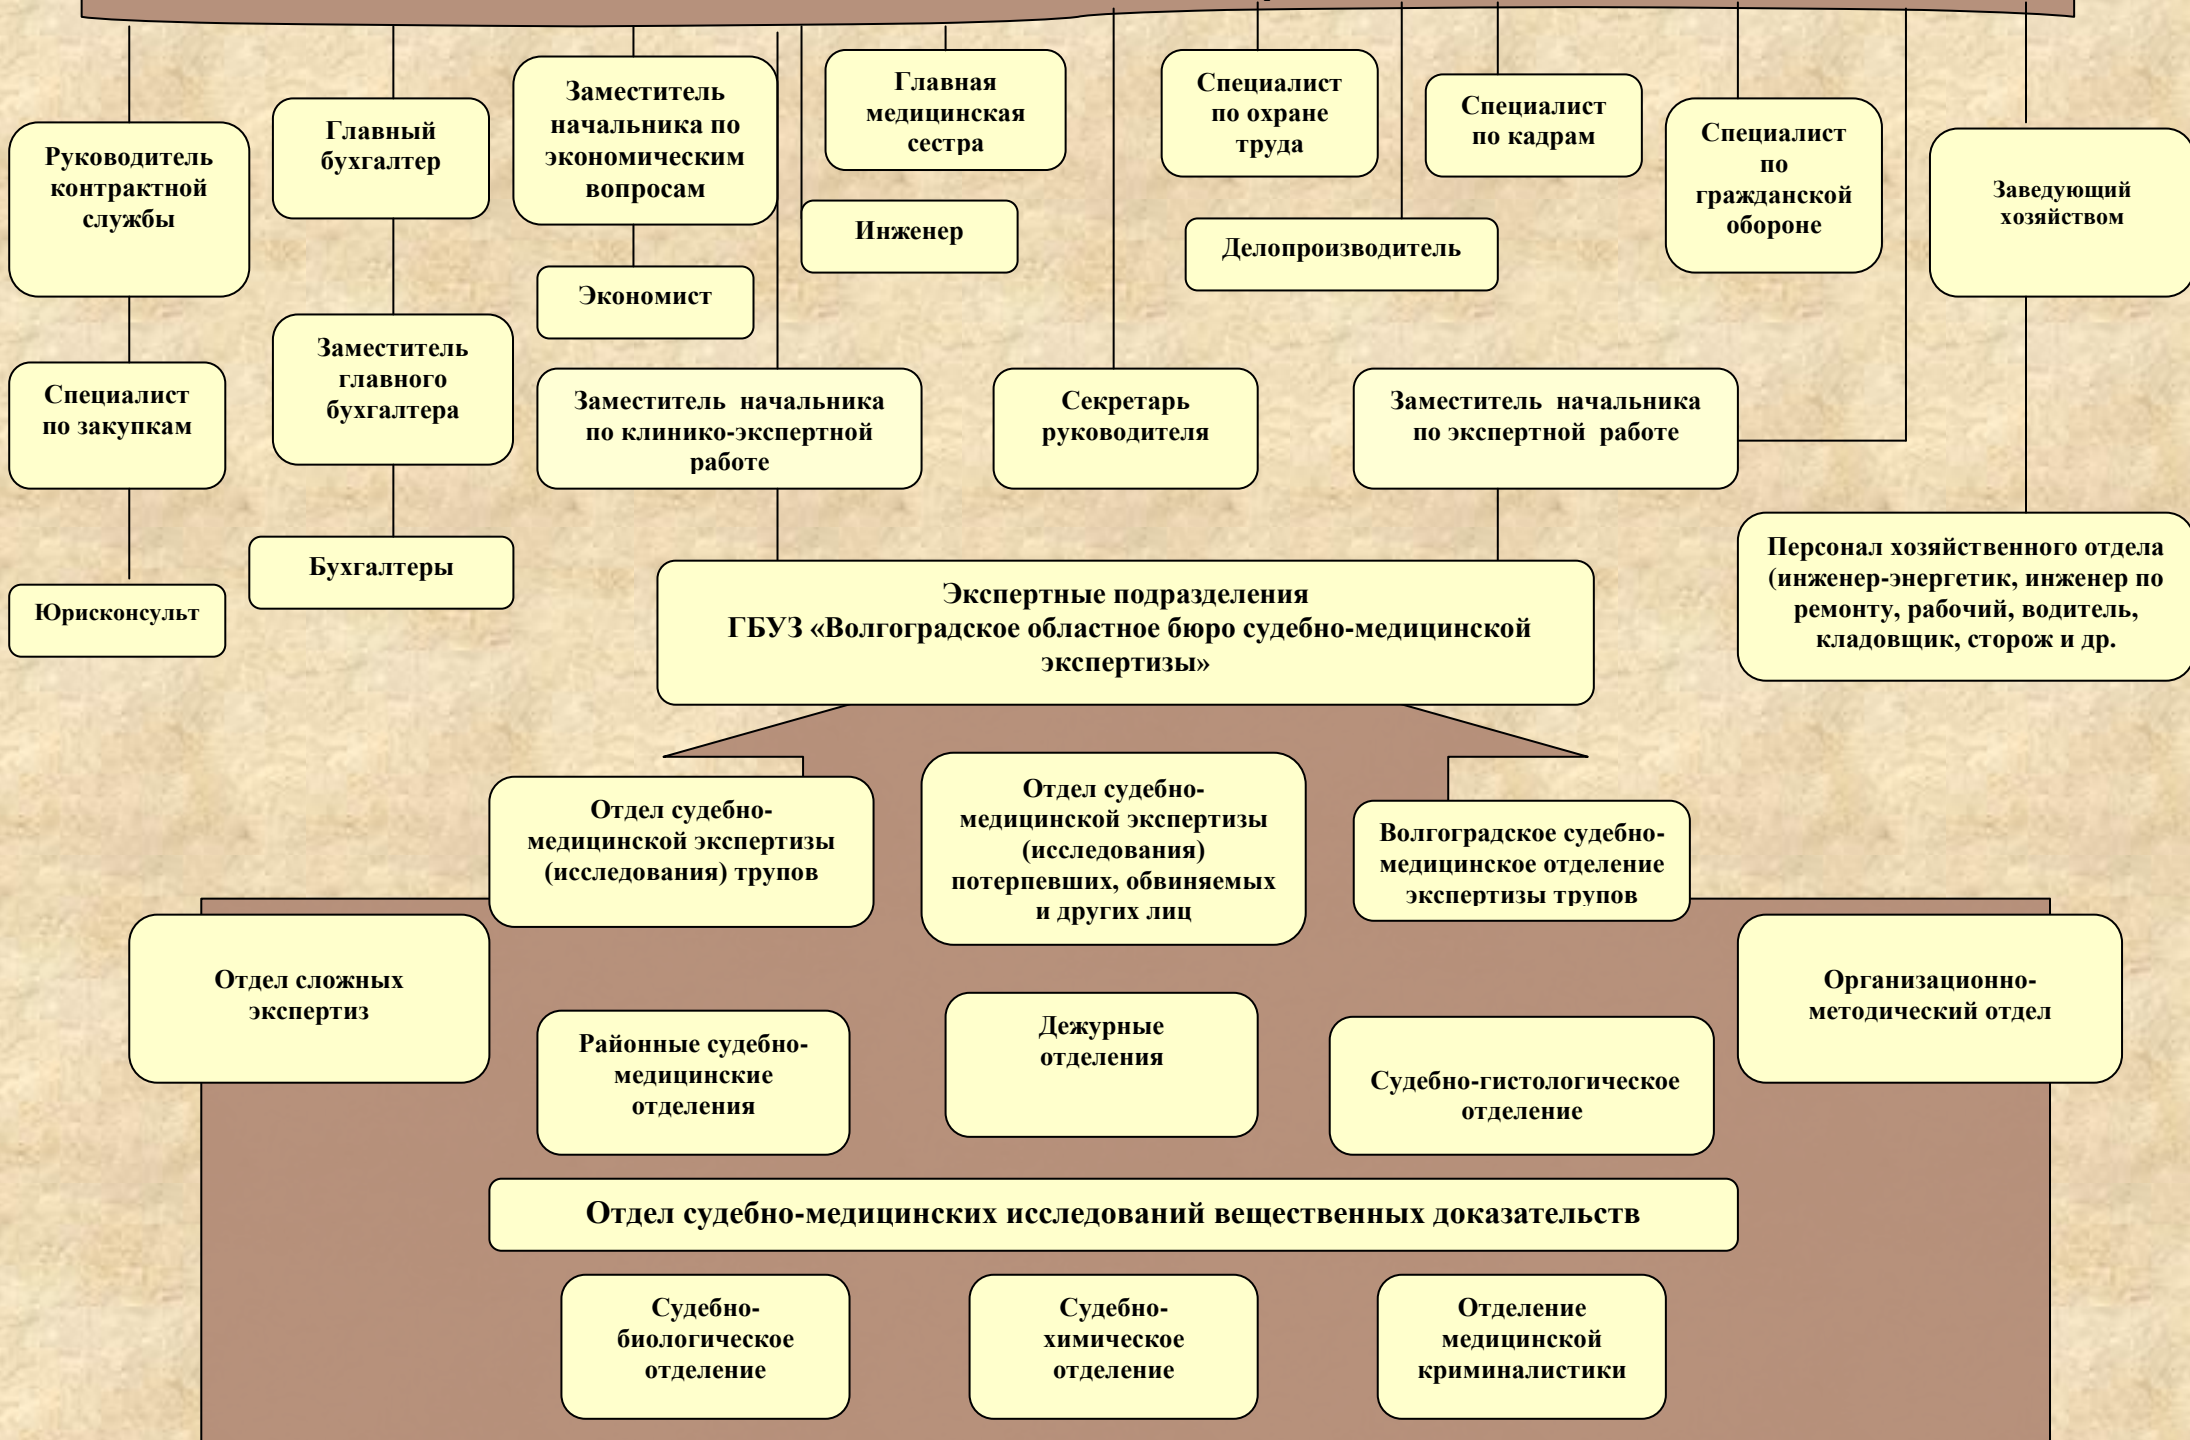 Руководитель
контрактной
службы
Главный
бухгалтер
Заместитель
начальника по
экономическим
вопросам
Главная
медицинская
сестра
Специалист
по охране
труда
Специалист
по кадрам
Специалист
по
гражданской
обороне
Заведующий
хозяйством
Инженер
Делопроизводитель
Экономист
Специалист
по закупкам
Заместитель
главного
бухгалтера
Заместитель начальника
по клинико-экспертной
работе
Секретарь
руководителя
Заместитель начальника
по экспертной работе
Юрисконсульт
Бухгалтеры
Экспертные подразделения
ГБУЗ «Волгоградское областное бюро судебно-медицинской
экспертизы»
Персонал хозяйственного отдела
(инженер-энергетик, инженер по
ремонту, рабочий, водитель,
кладовщик, сторож и др.
Отдел судебно-
медицинской экспертизы
(исследования) трупов
Отдел судебно-
медицинской экспертизы
(исследования)
потерпевших, обвиняемых
и других лиц
Волгоградское судебно-
медицинское отделение
экспертизы трупов
Отдел сложных
экспертиз
Организационно-
методический отдел
Районные судебно-
медицинские
отделения
Дежурные
отделения
Судебно-гистологическое
отделение
Отдел судебно-медицинских исследований вещественных доказательств
Судебно-
биологическое
отделение
Судебно-
химическое
отделение
Отделение
медицинской
криминалистики